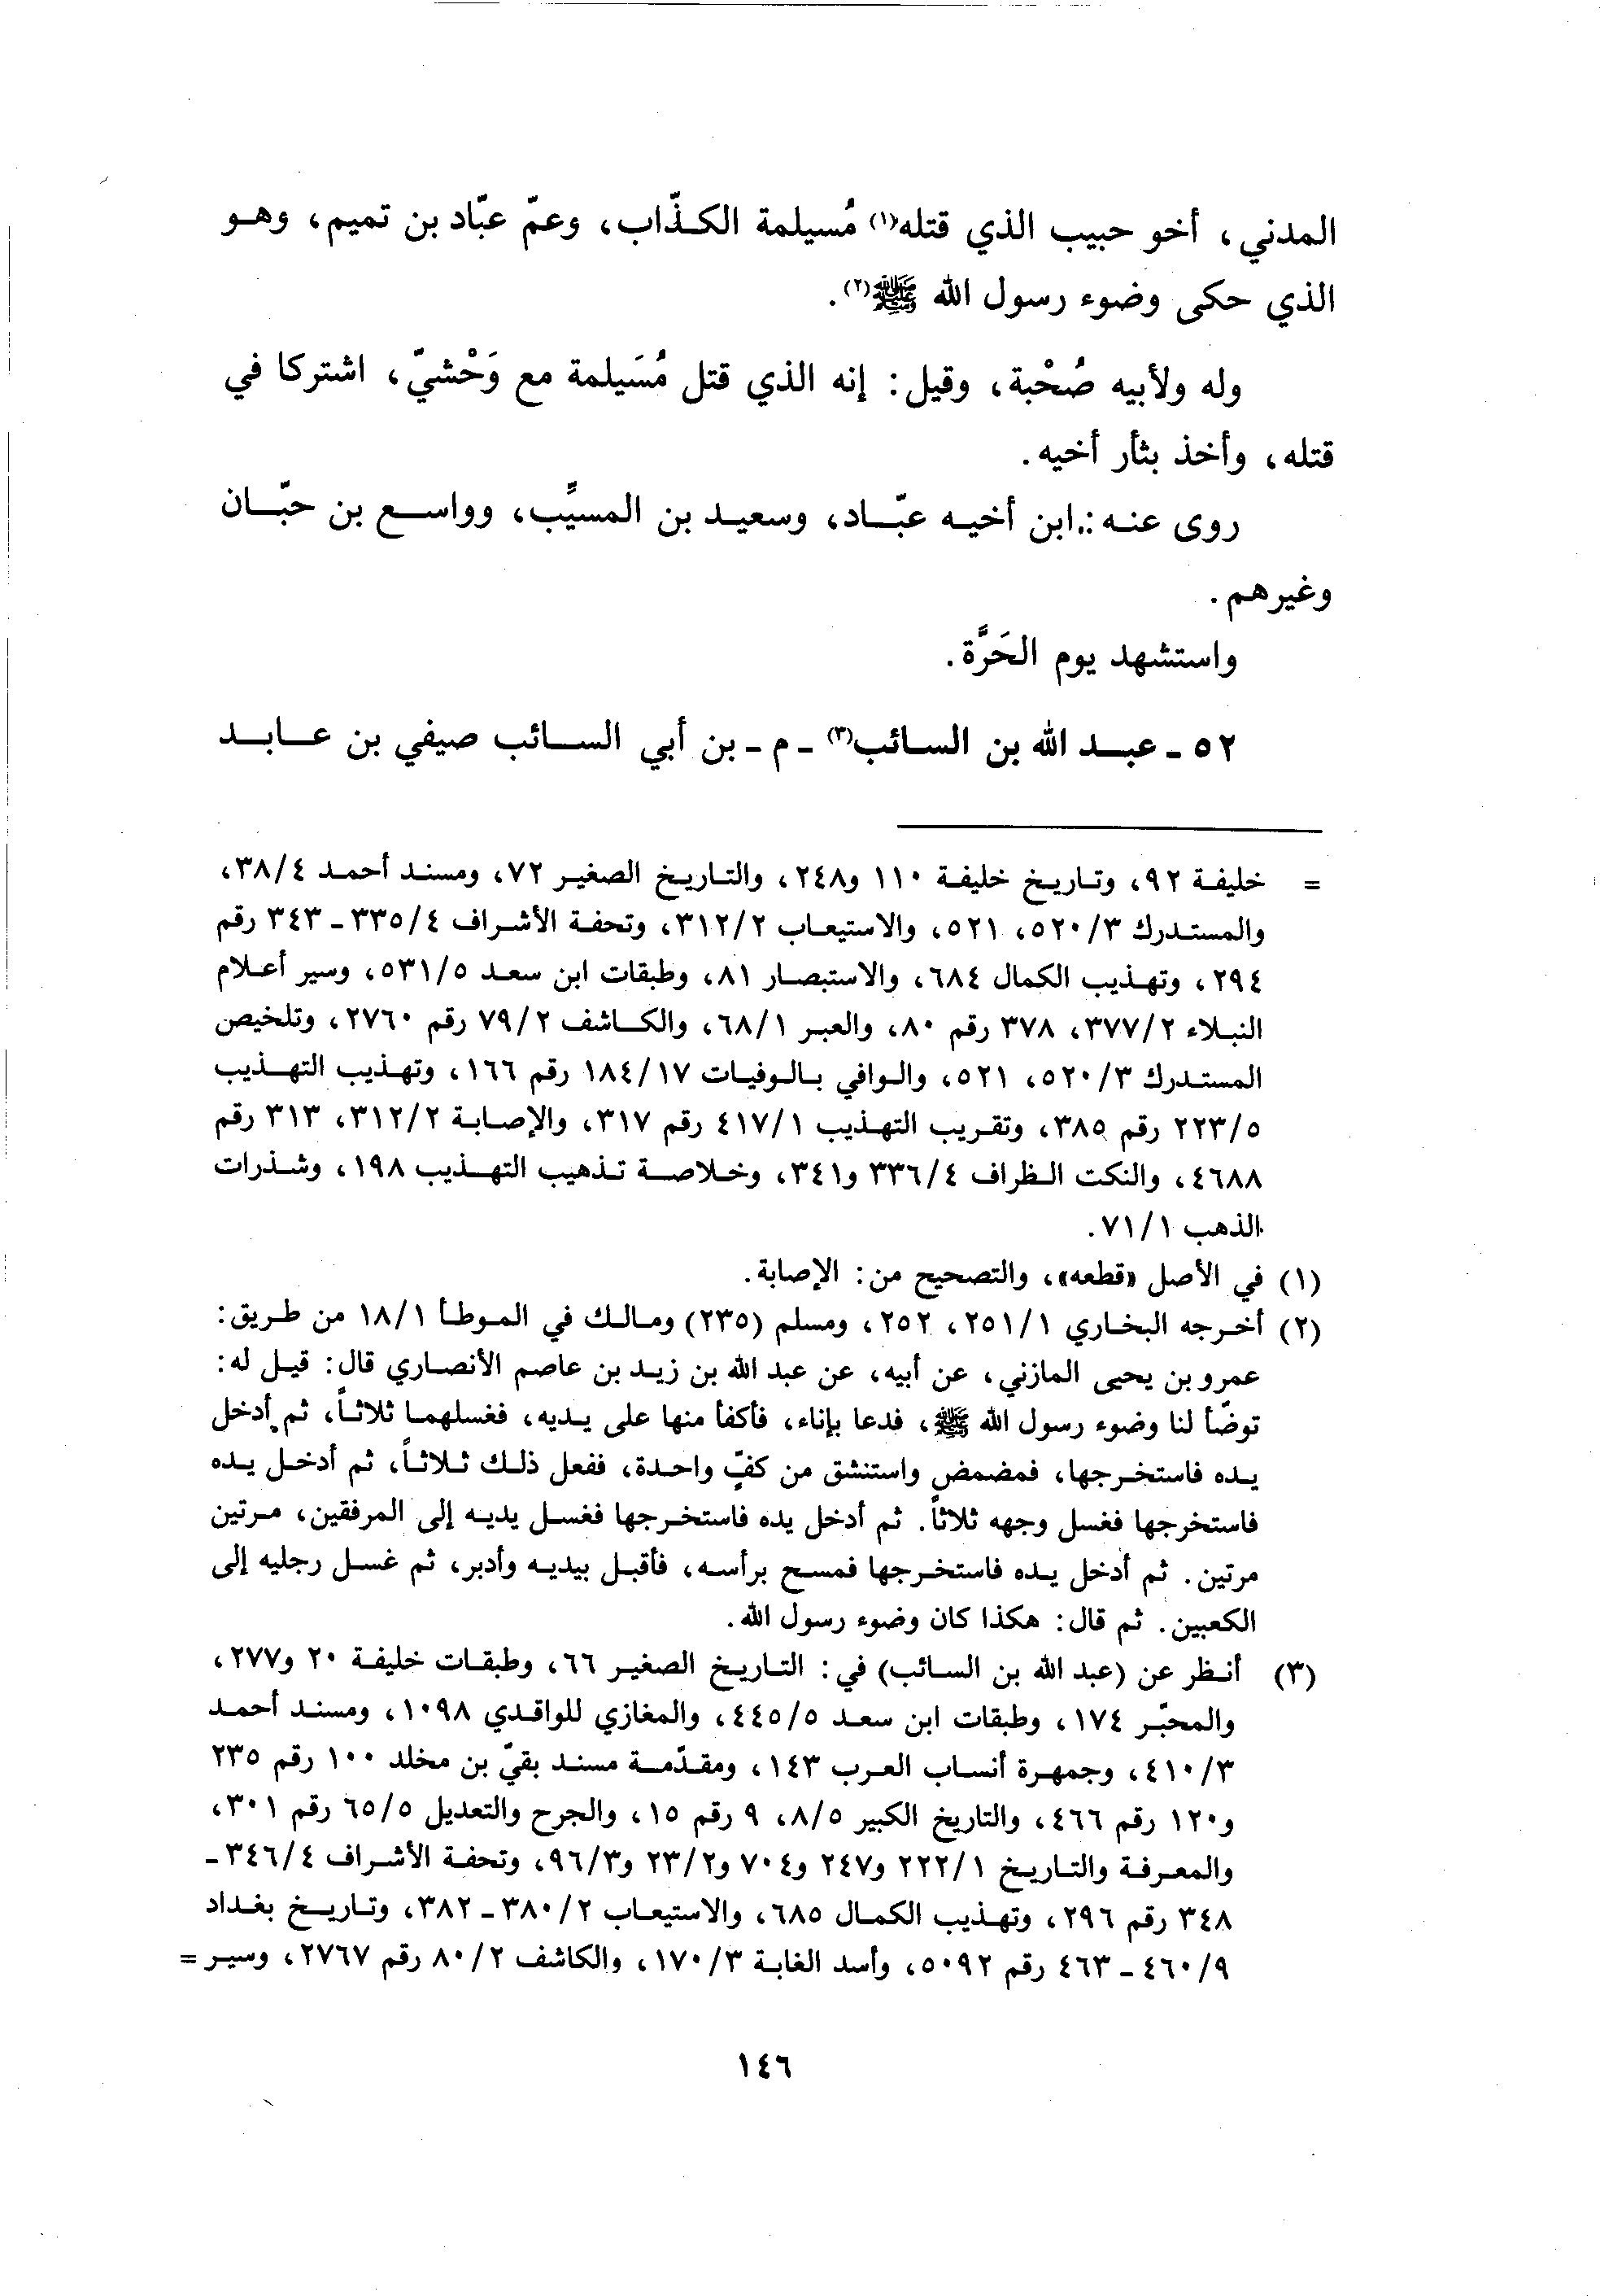 المدني، أخو حبيب الذي قتله(١) مُسيلمة الكذّاب، وعمّ عبّاد بن تميم، وهو
الذي حكى وضوء رسول الله ﷺ(٢).
وله ولأبيه صُحْبة، وقيل: إنه الذي قتل مُسَيلمة مع وَحْشيّ، اشتركا في
قتله، وأخذ بثأر أخيه.
روى عنه: ابن أخيه عبّاد، وسعيد بن المسيَّب، وواسع بن حبّان
وغيرهم.
واستشهد يوم الحَرَّة.
٥٢ - عبد الله بن السائب(٣) - م - بن أبي السائب صيفي بن عابد
= خليفة ٩٢، وتاريخ خليفة ١١٠ و٢٤٨، والتاريخ الصغير ٧٢، ومسند أحمد ٣٨/٤،
والمستدرك ٥٢٠/٣، ٥٢١، والاستيعاب ٣١٢/٢، وتحفة الأشراف ٣٣٥/٤ - ٣٤٣ رقم
٢٩٤، وتهذيب الكمال ٦٨٤، والاستبصار ٨١، وطبقات ابن سعد ٥٣١/٥، وسير أعلام
النبلاء ٣٧٧/٢، ٣٧٨ رقم ٨٠، والعبر ٦٨/١، والكاشف ٧٩/٢ رقم ٢٧٦٠، وتلخيص
المستدرك ٥٢٠/٣، ٥٢١، والوافي بالوفيات ١٨٤/١٧ رقم ١٦٦، وتهذيب التهذيب
٢٢٣/٥ رقم ٣٨٥، وتقريب التهذيب ٤١٧/١ رقم ٣١٧، والإصابة ٣١٢/٢، ٣١٣ رقم
٤٦٨٨، والنكت الظراف ٣٣٦/٤ و٣٤١، وخلاصة تذهيب التهذيب ١٩٨، وشذرات
الذهب ٧١/١.
(١) في الأصل «قطعه»، والتصحيح من: الإصابة.
(٢) أخرجه البخاري ٢٥١/١، ٢٥٢، ومسلم (٢٣٥) ومالك في الموطأ ١٨/١ من طريق:
عمرو بن يحيى المازني، عن أبيه، عن عبد الله بن زيد بن عاصم الأنصاري قال: قيل له:
توضّأ لنا وضوء رسول الله ﷺ، فدعا بإناء، فأكفأ منها على يديه، فغسلهما ثلاثاً، ثم أدخل
يده فاستخرجها، فمضمض واستنشق من كفٍّ واحدة، ففعل ذلك ثلاثاً، ثم أدخل يده
فاستخرجها فغسل وجهه ثلاثاً. ثم أدخل يده فاستخرجها فغسل يديه إلى المرفقين، مرتين
مرتين. ثم أدخل يده فاستخرجها فمسح برأسه، فأقبل بيديه وأدبر، ثم غسل رجليه إلى
الكعبين. ثم قال: هكذا كان وضوء رسول الله.
(٣) أنظر عن (عبد الله بن السائب) في: التاريخ الصغير ٦٦، وطبقات خليفة ٢٠ و٢٧٧،
والمحبّر ١٧٤، وطبقات ابن سعد ٤٤٥/٥، والمغازي للواقدي ١٠٩٨، ومسند أحمد
٤١٠/٣، وجمهرة أنساب العرب ١٤٣، ومقدّمة مسند بقيّ بن مخلد ١٠٠ رقم ٢٣٥
و١٢٠ رقم ٤٦٦، والتاريخ الكبير ٨/٥، ٩ رقم ١٥، والجرح والتعديل ٦٥/٥ رقم ٣٠١،
والمعرفة والتاريخ ٢٢٢/١ و٢٤٧ و٧٠٤ و٢٣/٢ و٩٦/٣، وتحفة الأشراف ٣٤٦/٤ -
٣٤٨ رقم ٢٩٦، وتهذيب الكمال ٦٨٥، والاستيعاب ٣٨٠/٢ - ٣٨٢، وتاريخ بغداد
٤٦٠/٩ - ٤٦٣ رقم ٥٠٩٢، وأسد الغابة ١٧٠/٣، والكاشف ٨٠/٢ رقم ٢٧٦٧، وسير =
١٤٦